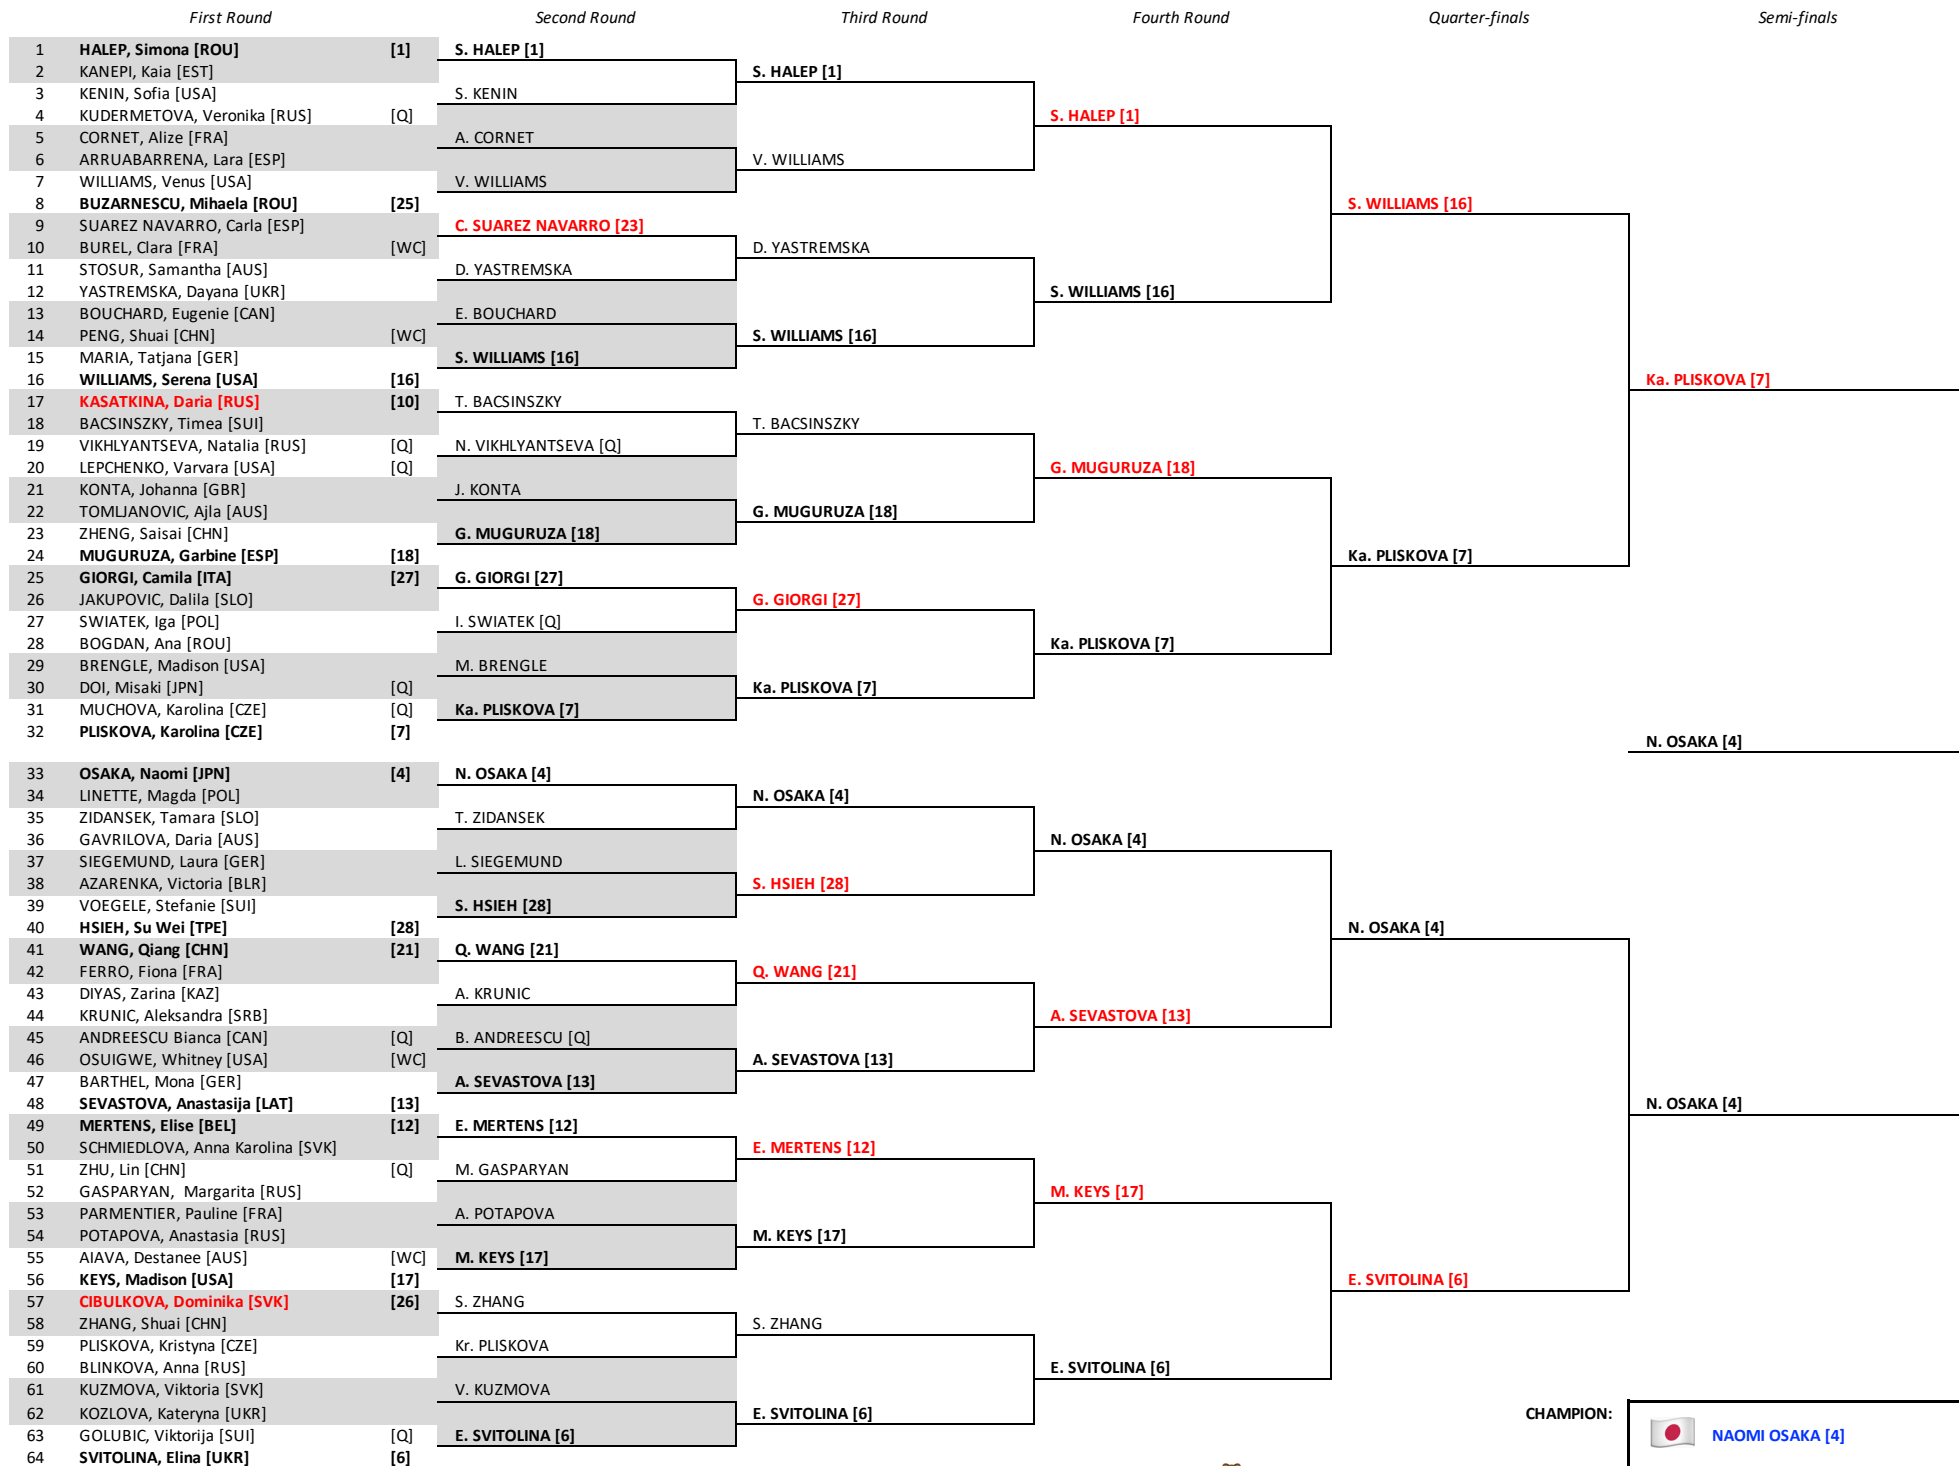 First Round Second Round Third Round Fourth Round Quarter-finals Semi-finals
1 HALEP, Simona [ROU] [1] S. HALEP [1]
2 KANEPI, Kaia [EST] S. HALEP [1]
3 KENIN, Sofia [USA] S. KENIN
4 KUDERMETOVA, Veronika [RUS] [Q] S. HALEP [1]
5 CORNET, Alize [FRA] A. CORNET
6 ARRUABARRENA, Lara [ESP] V. WILLIAMS
7 WILLIAMS, Venus [USA] V. WILLIAMS
8 BUZARNESCU, Mihaela [ROU] [25] S. WILLIAMS [16]
9 SUAREZ NAVARRO, Carla [ESP] C. SUAREZ NAVARRO [23]
10 BUREL, Clara [FRA] [WC] D. YASTREMSKA
11 STOSUR, Samantha [AUS] D. YASTREMSKA
12 YASTREMSKA, Dayana [UKR] S. WILLIAMS [16]
13 BOUCHARD, Eugenie [CAN] E. BOUCHARD
14 PENG, Shuai [CHN] [WC] S. WILLIAMS [16]
15 MARIA, Tatjana [GER] S. WILLIAMS [16]
16 WILLIAMS, Serena [USA] [16] Ka. PLISKOVA [7]
17 KASATKINA, Daria [RUS] [10] T. BACSINSZKY
18 BACSINSZKY, Timea [SUI] T. BACSINSZKY
19 VIKHLYANTSEVA, Natalia [RUS] [Q] N. VIKHLYANTSEVA [Q]
20 LEPCHENKO, Varvara [USA] [Q] G. MUGURUZA [18]
21 KONTA, Johanna [GBR] J. KONTA
22 TOMLJANOVIC, Ajla [AUS] G. MUGURUZA [18]
23 ZHENG, Saisai [CHN] G. MUGURUZA [18]
24 MUGURUZA, Garbine [ESP] [18] Ka. PLISKOVA [7]
25 GIORGI, Camila [ITA] [27] G. GIORGI [27]
26 JAKUPOVIC, Dalila [SLO] G. GIORGI [27]
27 SWIATEK, Iga [POL] I. SWIATEK [Q]
28 BOGDAN, Ana [ROU] Ka. PLISKOVA [7]
29 BRENGLE, Madison [USA] M. BRENGLE
30 DOI, Misaki [JPN] [Q] Ka. PLISKOVA [7]
31 MUCHOVA, Karolina [CZE] [Q] Ka. PLISKOVA [7]
32 PLISKOVA, Karolina [CZE] [7]
N. OSAKA [4]
33 OSAKA, Naomi [JPN] [4] N. OSAKA [4]
34 LINETTE, Magda [POL] N. OSAKA [4]
35 ZIDANSEK, Tamara [SLO] T. ZIDANSEK
36 GAVRILOVA, Daria [AUS] N. OSAKA [4]
37 SIEGEMUND, Laura [GER] L. SIEGEMUND
38 AZARENKA, Victoria [BLR] S. HSIEH [28]
39 VOEGELE, Stefanie [SUI] S. HSIEH [28]
40 HSIEH, Su Wei [TPE] [28] N. OSAKA [4]
41 WANG, Qiang [CHN] [21] Q. WANG [21]
42 FERRO, Fiona [FRA] Q. WANG [21]
43 DIYAS, Zarina [KAZ] A. KRUNIC
44 KRUNIC, Aleksandra [SRB] A. SEVASTOVA [13]
45 ANDREESCU Bianca [CAN] [Q] B. ANDREESCU [Q]
46 OSUIGWE, Whitney [USA] [WC] A. SEVASTOVA [13]
47 BARTHEL, Mona [GER] A. SEVASTOVA [13]
48 SEVASTOVA, Anastasija [LAT] [13] N. OSAKA [4]
49 MERTENS, Elise [BEL] [12] E. MERTENS [12]
50 SCHMIEDLOVA, Anna Karolina [SVK] E. MERTENS [12]
51 ZHU, Lin [CHN] [Q] M. GASPARYAN
52 GASPARYAN, Margarita [RUS] M. KEYS [17]
53 PARMENTIER, Pauline [FRA] A. POTAPOVA
54 POTAPOVA, Anastasia [RUS] M. KEYS [17]
55 AIAVA, Destanee [AUS] [WC] M. KEYS [17]
56 KEYS, Madison [USA] [17] E. SVITOLINA [6]
57 CIBULKOVA, Dominika [SVK] [26] S. ZHANG
58 ZHANG, Shuai [CHN] S. ZHANG
59 PLISKOVA, Kristyna [CZE] Kr. PLISKOVA
60 BLINKOVA, Anna [RUS] E. SVITOLINA [6]
61 KUZMOVA, Viktoria [SVK] V. KUZMOVA
62 KOZLOVA, Kateryna [UKR] E. SVITOLINA [6] CHAMPION:
63 GOLUBIC, Viktorija [SUI] [Q] E. SVITOLINA [6] NAOMI OSAKA [4]
64 SVITOLINA, Elina [UKR] [6]